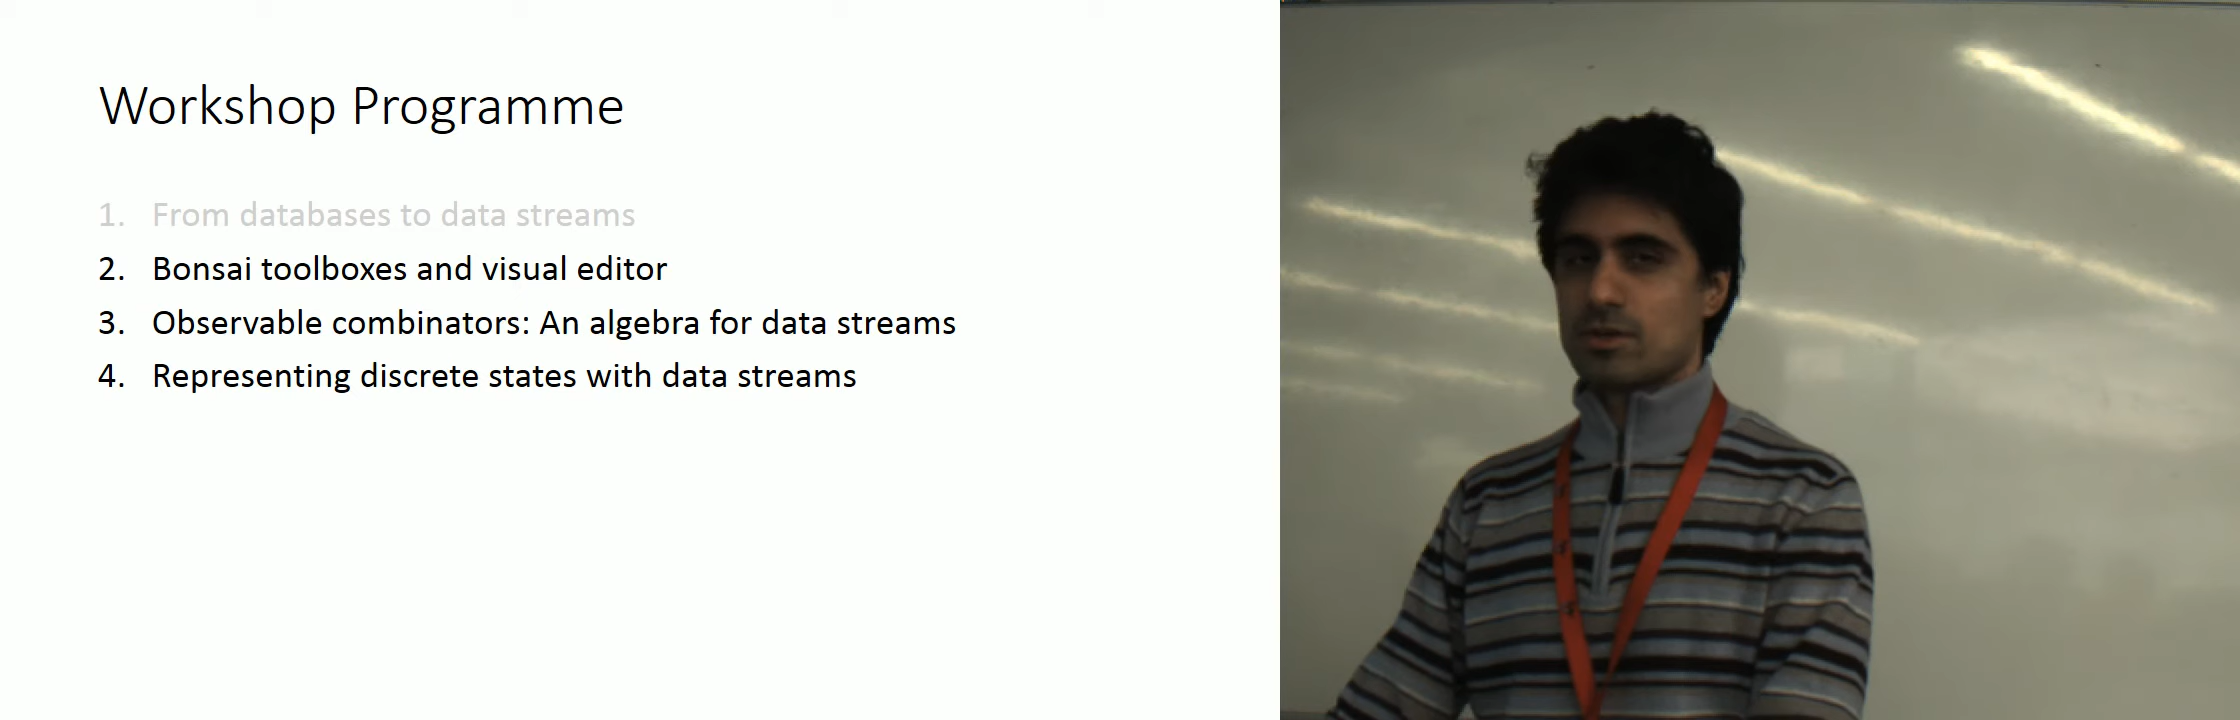 Workshop Programme
1. From databases to data streams
2. Bonsai toolboxes and visual editor
3. Observable combinators: An algebra for data streams
4. Representing discrete states with data streams